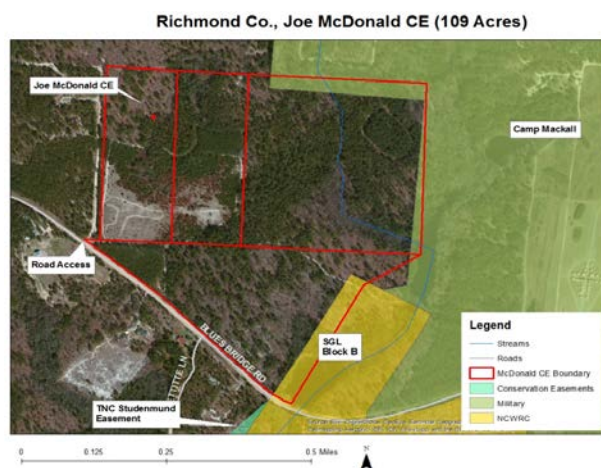 Richmond Co., Joe McDonald CE (109 Acres)
Joe McDonald CE
Camp Mackall
Road Access
BLUES BRIDGE RD
TUTTE LN
SGL
Block B
TNC Studenmund
Easement
Legend
Streams
Roads
McDonald CE Boundary
Conservation Easements
Military
NCWRC
0 0.125 0.25 0.5 Miles
N